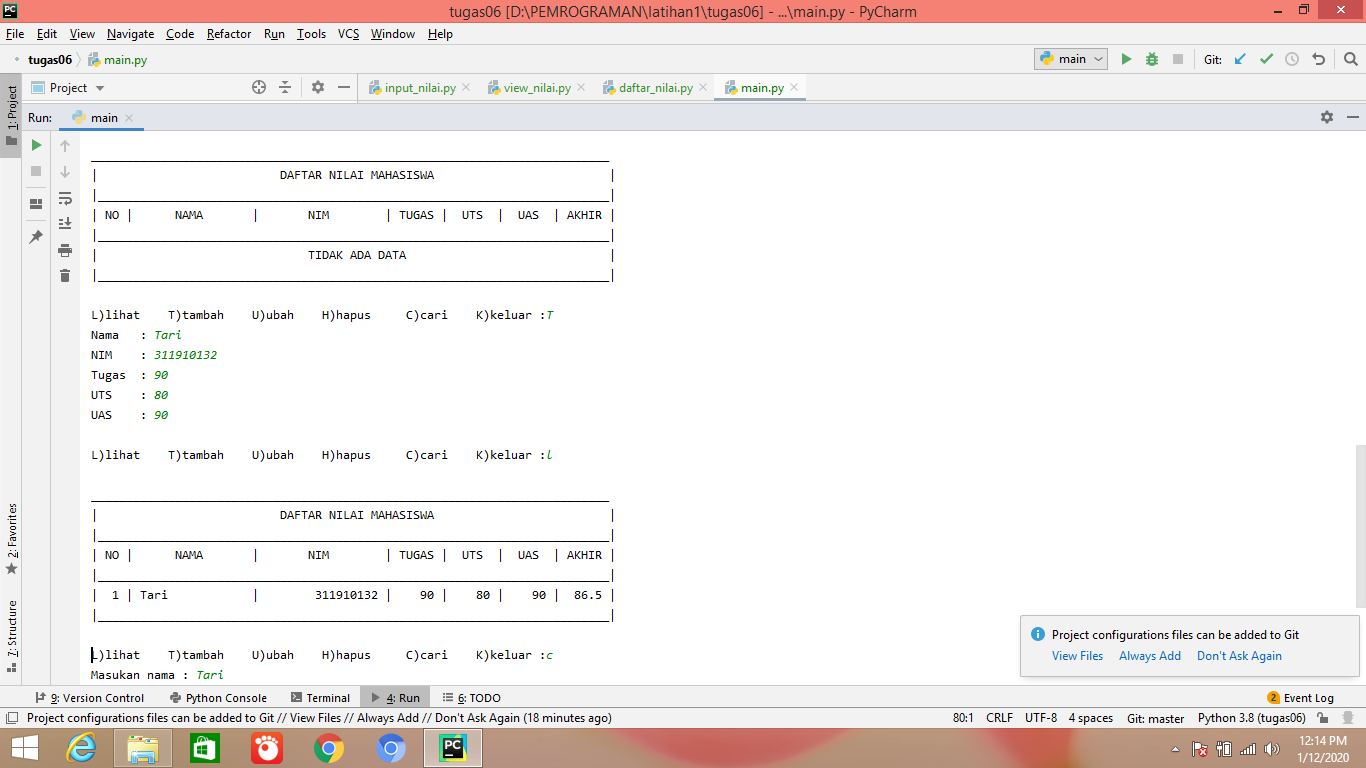 tugas06 [D:\PEMROGRAMAN\latihan1\tugas06] - ...\main.py - PyCharm
File Edit View Navigate Code Refactor Run Tools VCS Window Help
tugas06 main.py main Git:
1: Project
Project input_nilai.py view_nilai.py daftar_nilai.py main.py
Run: main
DAFTAR NILAI MAHASISWA
| NO | NAMA | NIM | TUGAS | UTS | UAS | AKHIR |
TIDAK ADA DATA
L)lihat T)tambah U)ubah H)hapus C)cari K)keluar :T
Nama : Tari
NIM : 311910132
Tugas : 90
UTS : 80
UAS : 90
L)lihat T)tambah U)ubah H)hapus C)cari K)keluar :l
DAFTAR NILAI MAHASISWA
| NO | NAMA | NIM | TUGAS | UTS | UAS | AKHIR |
| 1 | Tari | 311910132 | 90 | 80 | 90 | 86.5 |
L)lihat T)tambah U)ubah H)hapus C)cari K)keluar :c
Masukan nama : Tari
2: Favorites
7: Structure
Project configurations files can be added to Git
View Files Always Add Don't Ask Again
9: Version Control Python Console Terminal 4: Run 6: TODO 2 Event Log
Project configurations files can be added to Git // View Files // Always Add // Don't Ask Again (18 minutes ago) 80:1 CRLF UTF-8 4 spaces Git: master Python 3.8 (tugas06)
12:14 PM
1/12/2020